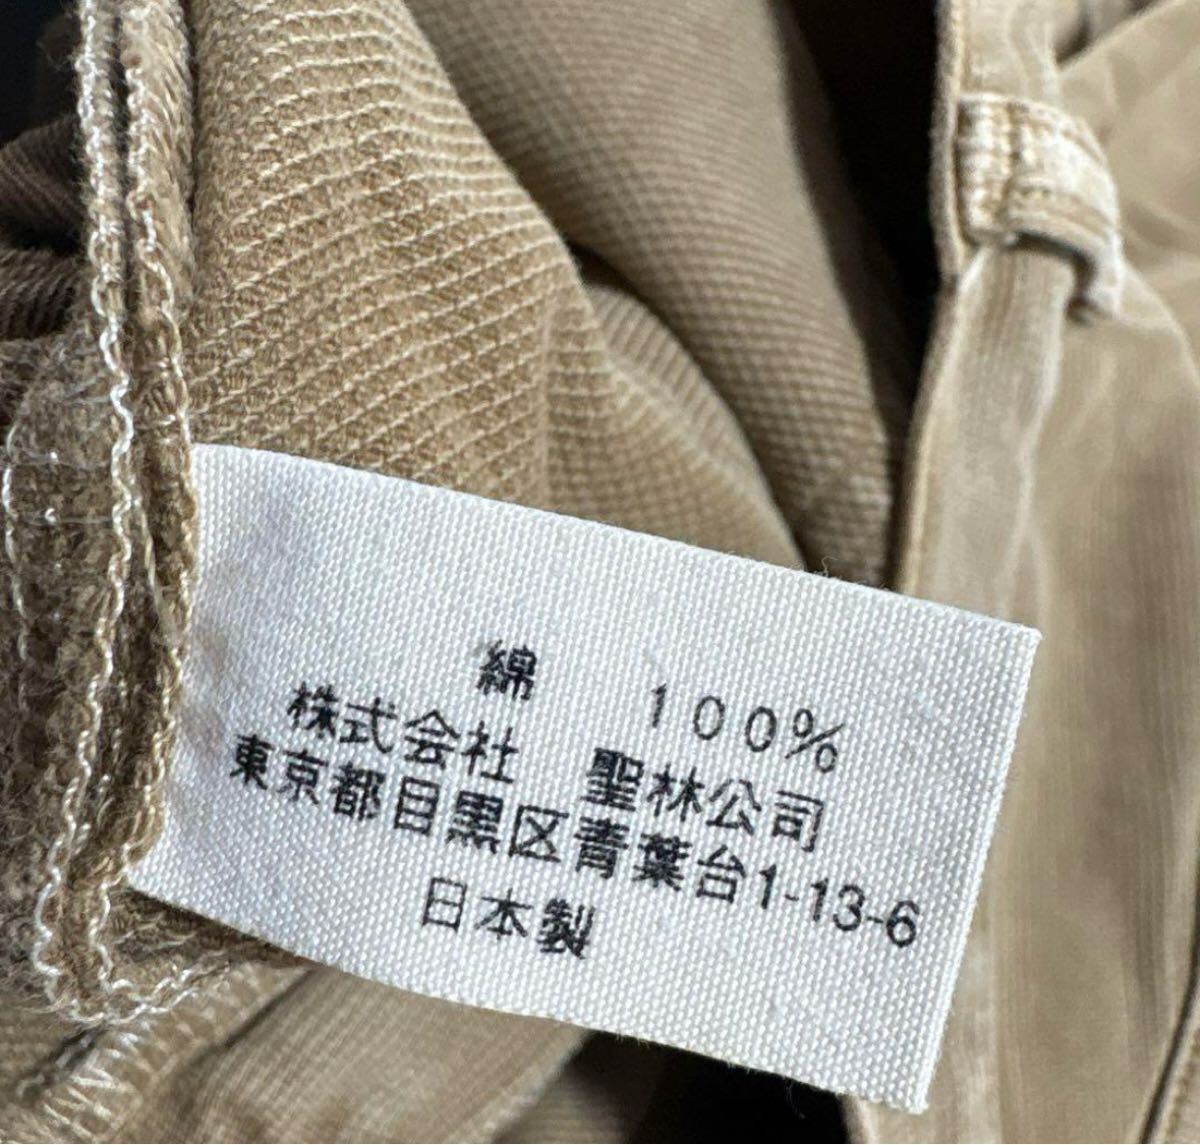 綿　100%
株式会社　聖林公司
東京都目黒区青葉台1-13-6
日本製